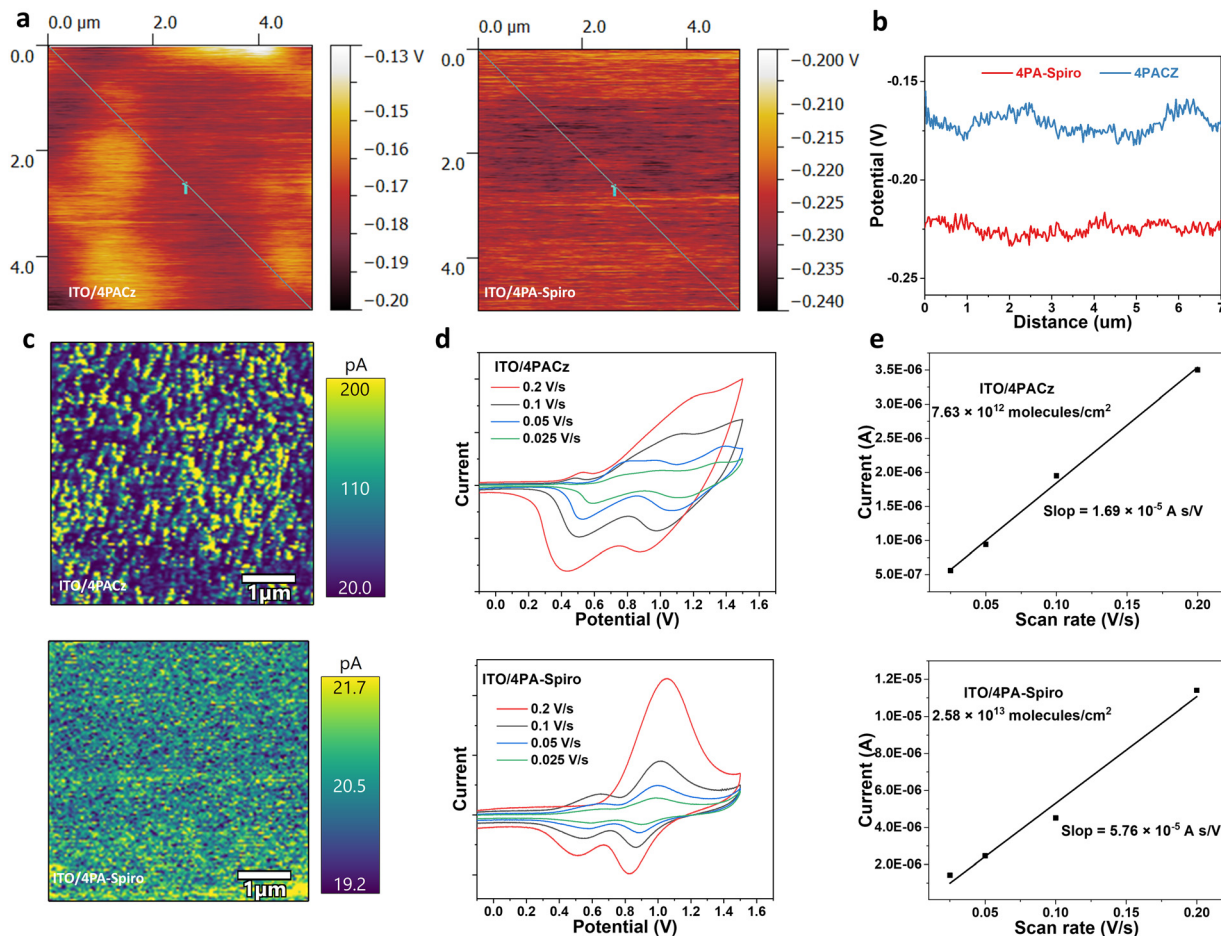 a
0.0 µm 2.0 4.0
0.0
2.0
4.0
ITO/4PACz
−0.13 V
−0.15
−0.16
−0.17
−0.18
−0.19
−0.20
0.0 µm 2.0 4.0
0.0
2.0
4.0
ITO/4PA-Spiro
−0.200 V
−0.210
−0.215
−0.220
−0.225
−0.230
−0.240
b
4PA-Spiro 4PACZ
Potential (V)
-0.15
-0.20
-0.25
0 1 2 3 4 5 6 7
Distance (um)
c
ITO/4PACz
1µm
pA
200
110
20.0
ITO/4PA-Spiro
1µm
pA
21.7
20.5
19.2
d
ITO/4PACz
0.2 V/s
0.1 V/s
0.05 V/s
0.025 V/s
Current
0.0 0.2 0.4 0.6 0.8 1.0 1.2 1.4 1.6
Potential (V)
ITO/4PA-Spiro
0.2 V/s
0.1 V/s
0.05 V/s
0.025 V/s
Current
0.0 0.2 0.4 0.6 0.8 1.0 1.2 1.4 1.6
Potential (V)
e
Current (A)
3.5E-06
3.0E-06
2.5E-06
2.0E-06
1.5E-06
1.0E-06
5.0E-07
ITO/4PACz
7.63 × 10¹² molecules/cm²
Slop = 1.69 × 10⁻⁵ A s/V
0.05 0.10 0.15 0.20
Scan rate (V/s)
Current (A)
1.2E-05
1.0E-05
8.0E-06
6.0E-06
4.0E-06
2.0E-06
ITO/4PA-Spiro
2.58 × 10¹³ molecules/cm²
Slop = 5.76 × 10⁻⁵ A s/V
0.05 0.10 0.15 0.20
Scan rate (V/s)